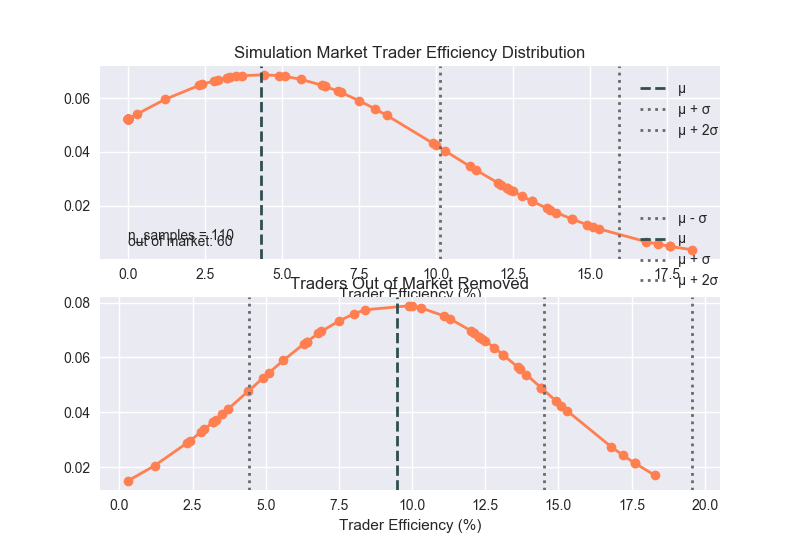 Simulation Market Trader Efficiency Distribution
0.06
0.04
0.02
μ
μ + σ
μ + 2σ
n_samples = 110
out of market: 60
0.0 2.5 5.0 7.5 10.0 12.5 15.0 17.5
Trader Efficiency (%)
μ - σ
μ
μ + σ
μ + 2σ
Traders Out of Market Removed
0.08
0.06
0.04
0.02
0.0 2.5 5.0 7.5 10.0 12.5 15.0 17.5 20.0
Trader Efficiency (%)